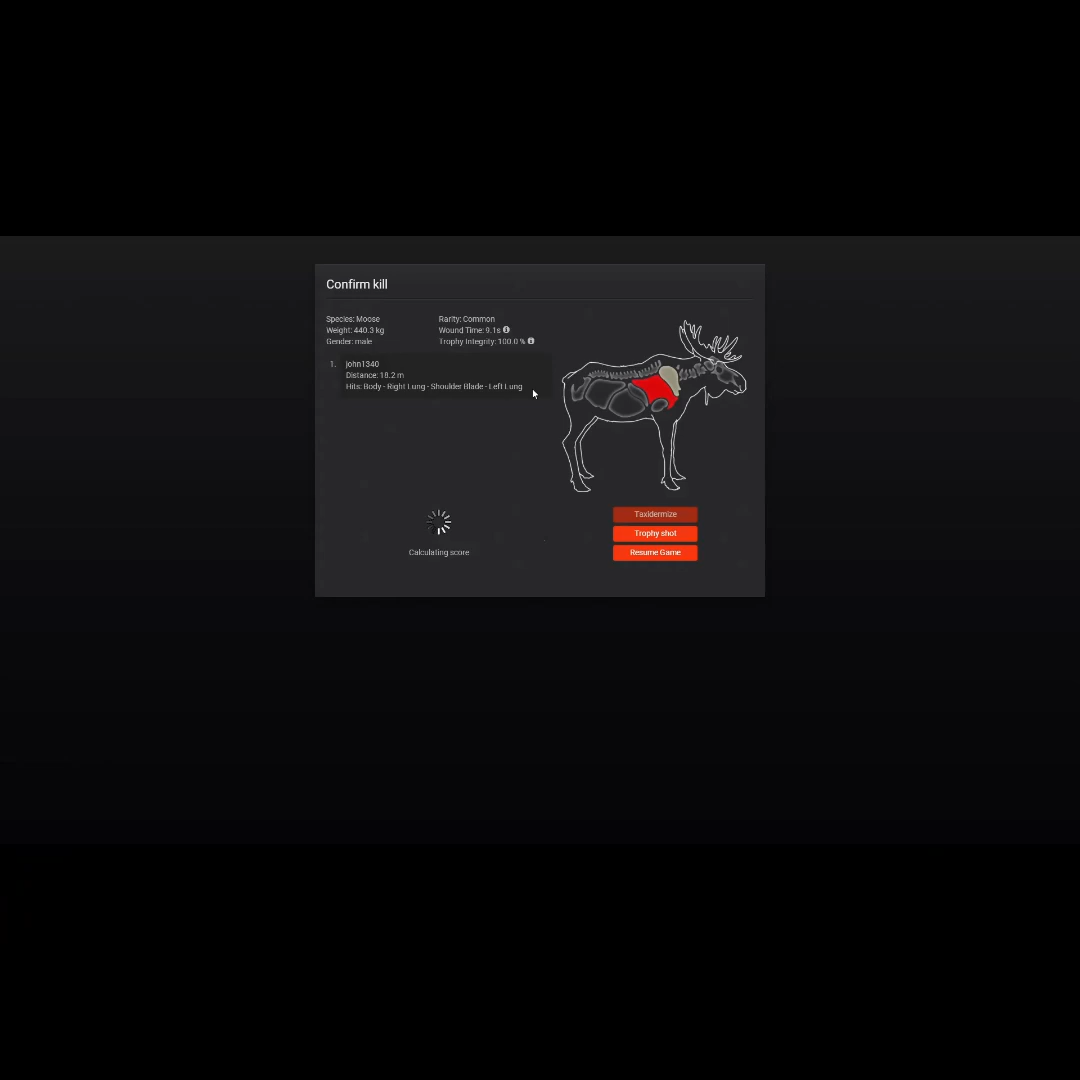 Confirm kill
Species: Moose
Weight: 440.3 kg
Gender: male
Rarity: Common
Wound Time: 9.1s
Trophy Integrity: 100.0 %
1. john1340
Distance: 18.2 m
Hits: Body - Right Lung - Shoulder Blade - Left Lung
Calculating score
Taxidermize
Trophy shot
Resume Game